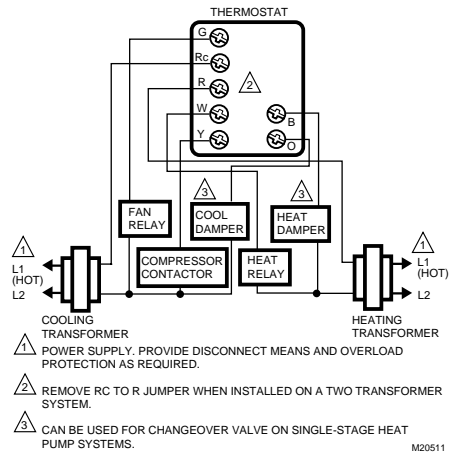 THERMOSTAT
G
Rc
R
2
W
B
Y
O
3
3
FAN
RELAY
COOL
DAMPER
HEAT
DAMPER
1
L1
(HOT)
L2
COMPRESSOR
CONTACTOR
HEAT
RELAY
1
L1
(HOT)
L2
COOLING
TRANSFORMER
HEATING
TRANSFORMER
1 POWER SUPPLY. PROVIDE DISCONNECT MEANS AND OVERLOAD
PROTECTION AS REQUIRED.
2 REMOVE RC TO R JUMPER WHEN INSTALLED ON A TWO TRANSFORMER
SYSTEM.
3 CAN BE USED FOR CHANGEOVER VALVE ON SINGLE-STAGE HEAT
PUMP SYSTEMS.
M20511